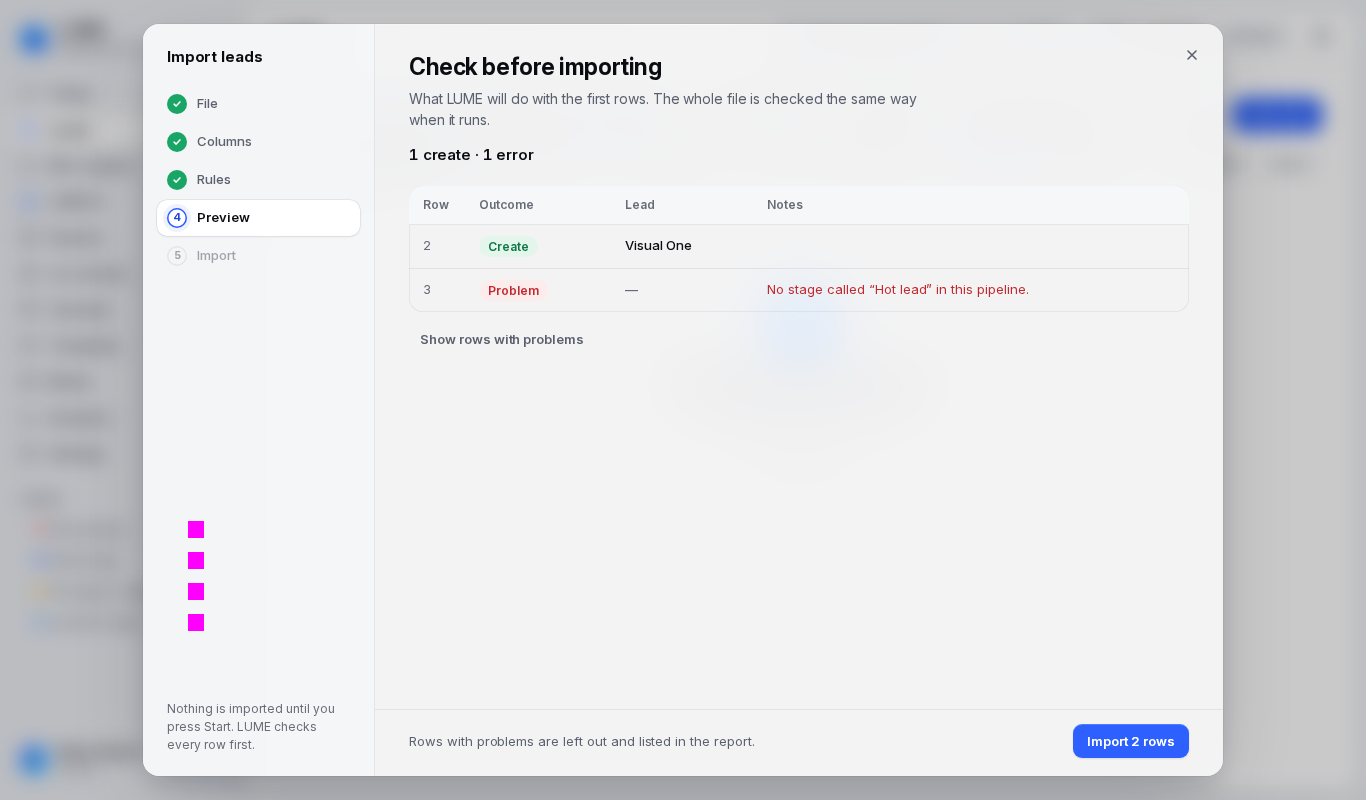 Import leads
File
Columns
Rules
4 Preview
5 Import
Nothing is imported until you
press Start. LUME checks
every row first.
Check before importing
What LUME will do with the first rows. The whole file is checked the same way
when it runs.
1 create · 1 error
Row Outcome Lead Notes
2 Create Visual One
3 Problem — No stage called “Hot lead” in this pipeline.
Show rows with problems
Rows with problems are left out and listed in the report.
Import 2 rows